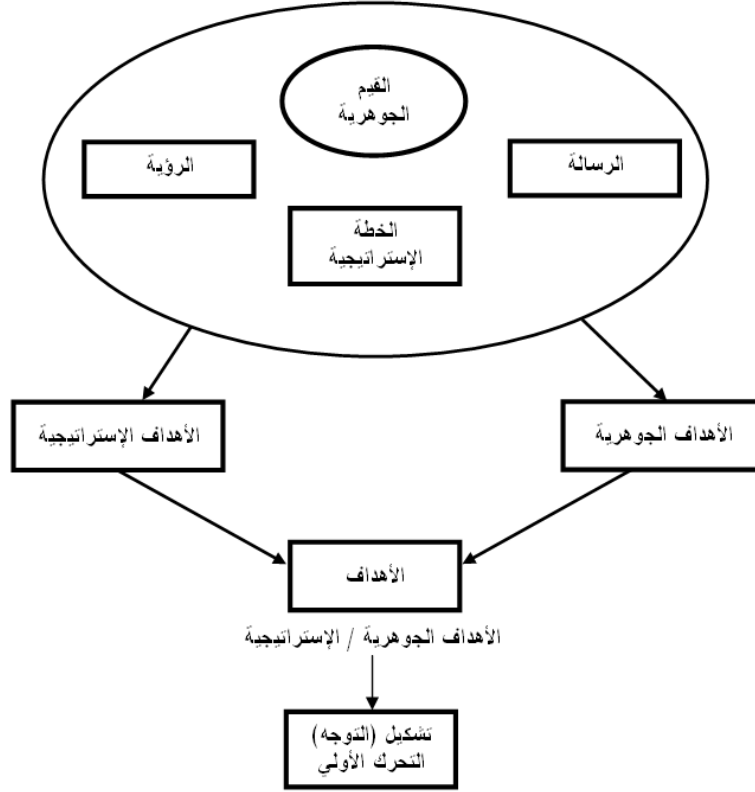 القيم
الجوهرية
الرسالة
الرؤية
الخطة
الإستراتيجية
الأهداف الجوهرية
الأهداف الإستراتيجية
الأهداف
الأهداف الجوهرية / الإستراتيجية
تشكيل (التوجه)
التحرك الأولي